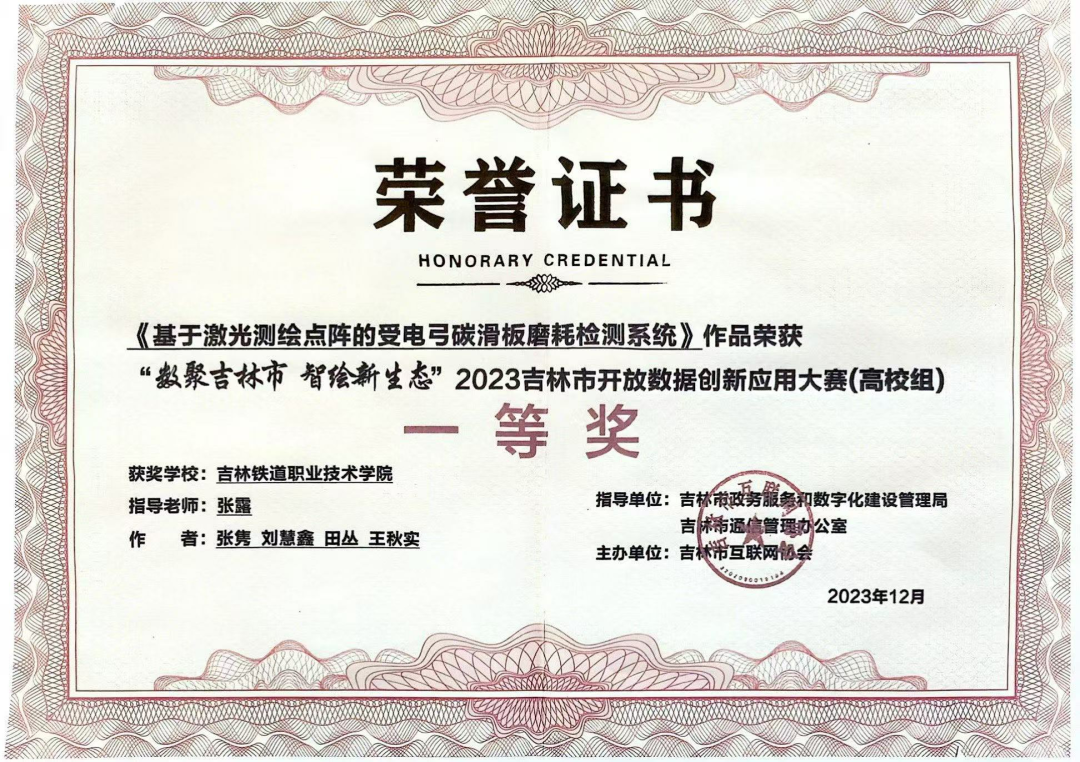 荣誉证书
HONORARY CREDENTIAL
《基于激光测绘点阵的受电弓碳滑板磨耗检测系统》作品荣获
“数聚吉林市 智绘新生态”2023吉林市开放数据创新应用大赛(高校组)
一等奖
获奖学校：吉林铁道职业技术学院
指导老师：张露
作 者：张隽 刘慧鑫 田丛 王秋实
指导单位：吉林市政务服务和数字化建设管理局
吉林市通信管理办公室
主办单位：吉林市互联网协会
2023年12月